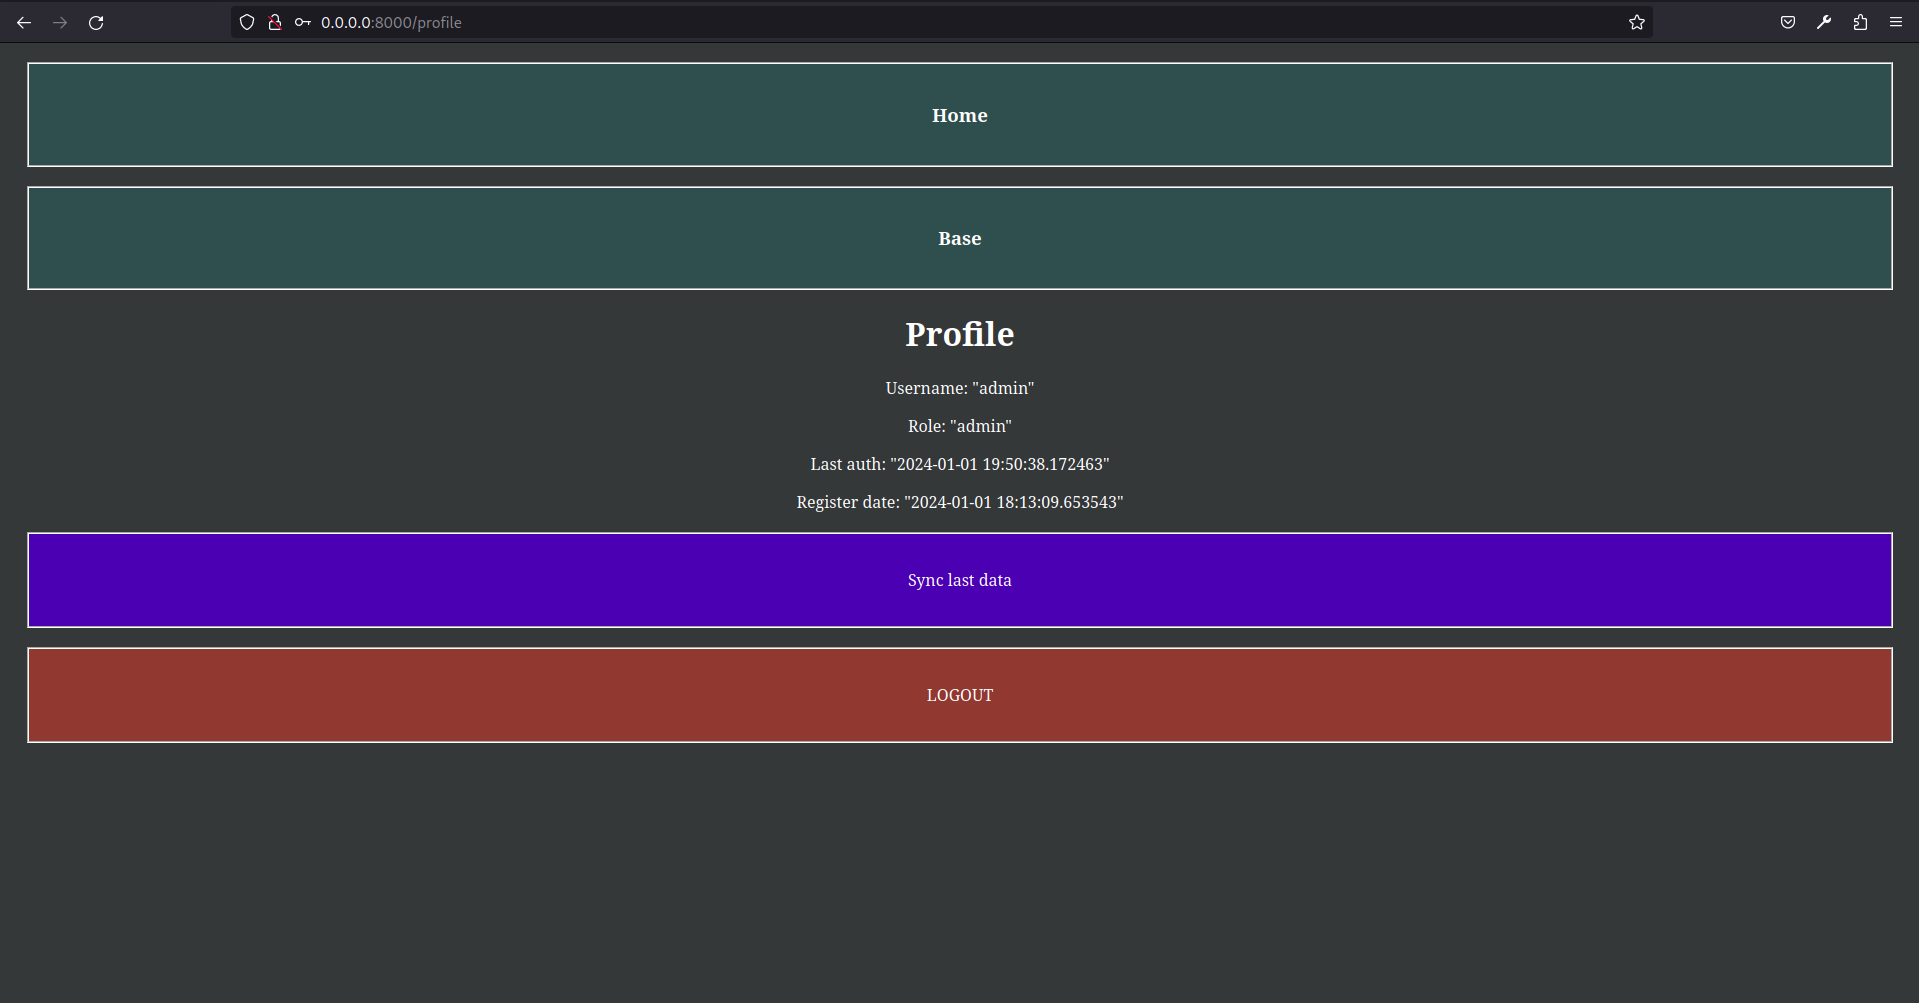 0.0.0.0:8000/profile
Home
Base
Profile
Username: "admin"
Role: "admin"
Last auth: "2024-01-01 19:50:38.172463"
Register date: "2024-01-01 18:13:09.653543"
Sync last data
LOGOUT